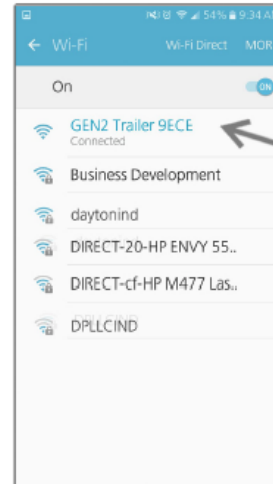 54% 9:34 AM
Wi-Fi Wi-Fi Direct MOR
On ON
GEN2 Trailer 9ECE
Connected
Business Development
daytonind
DIRECT-20-HP ENVY 55..
DIRECT-cf-HP M477 Las..
DPLLCIND